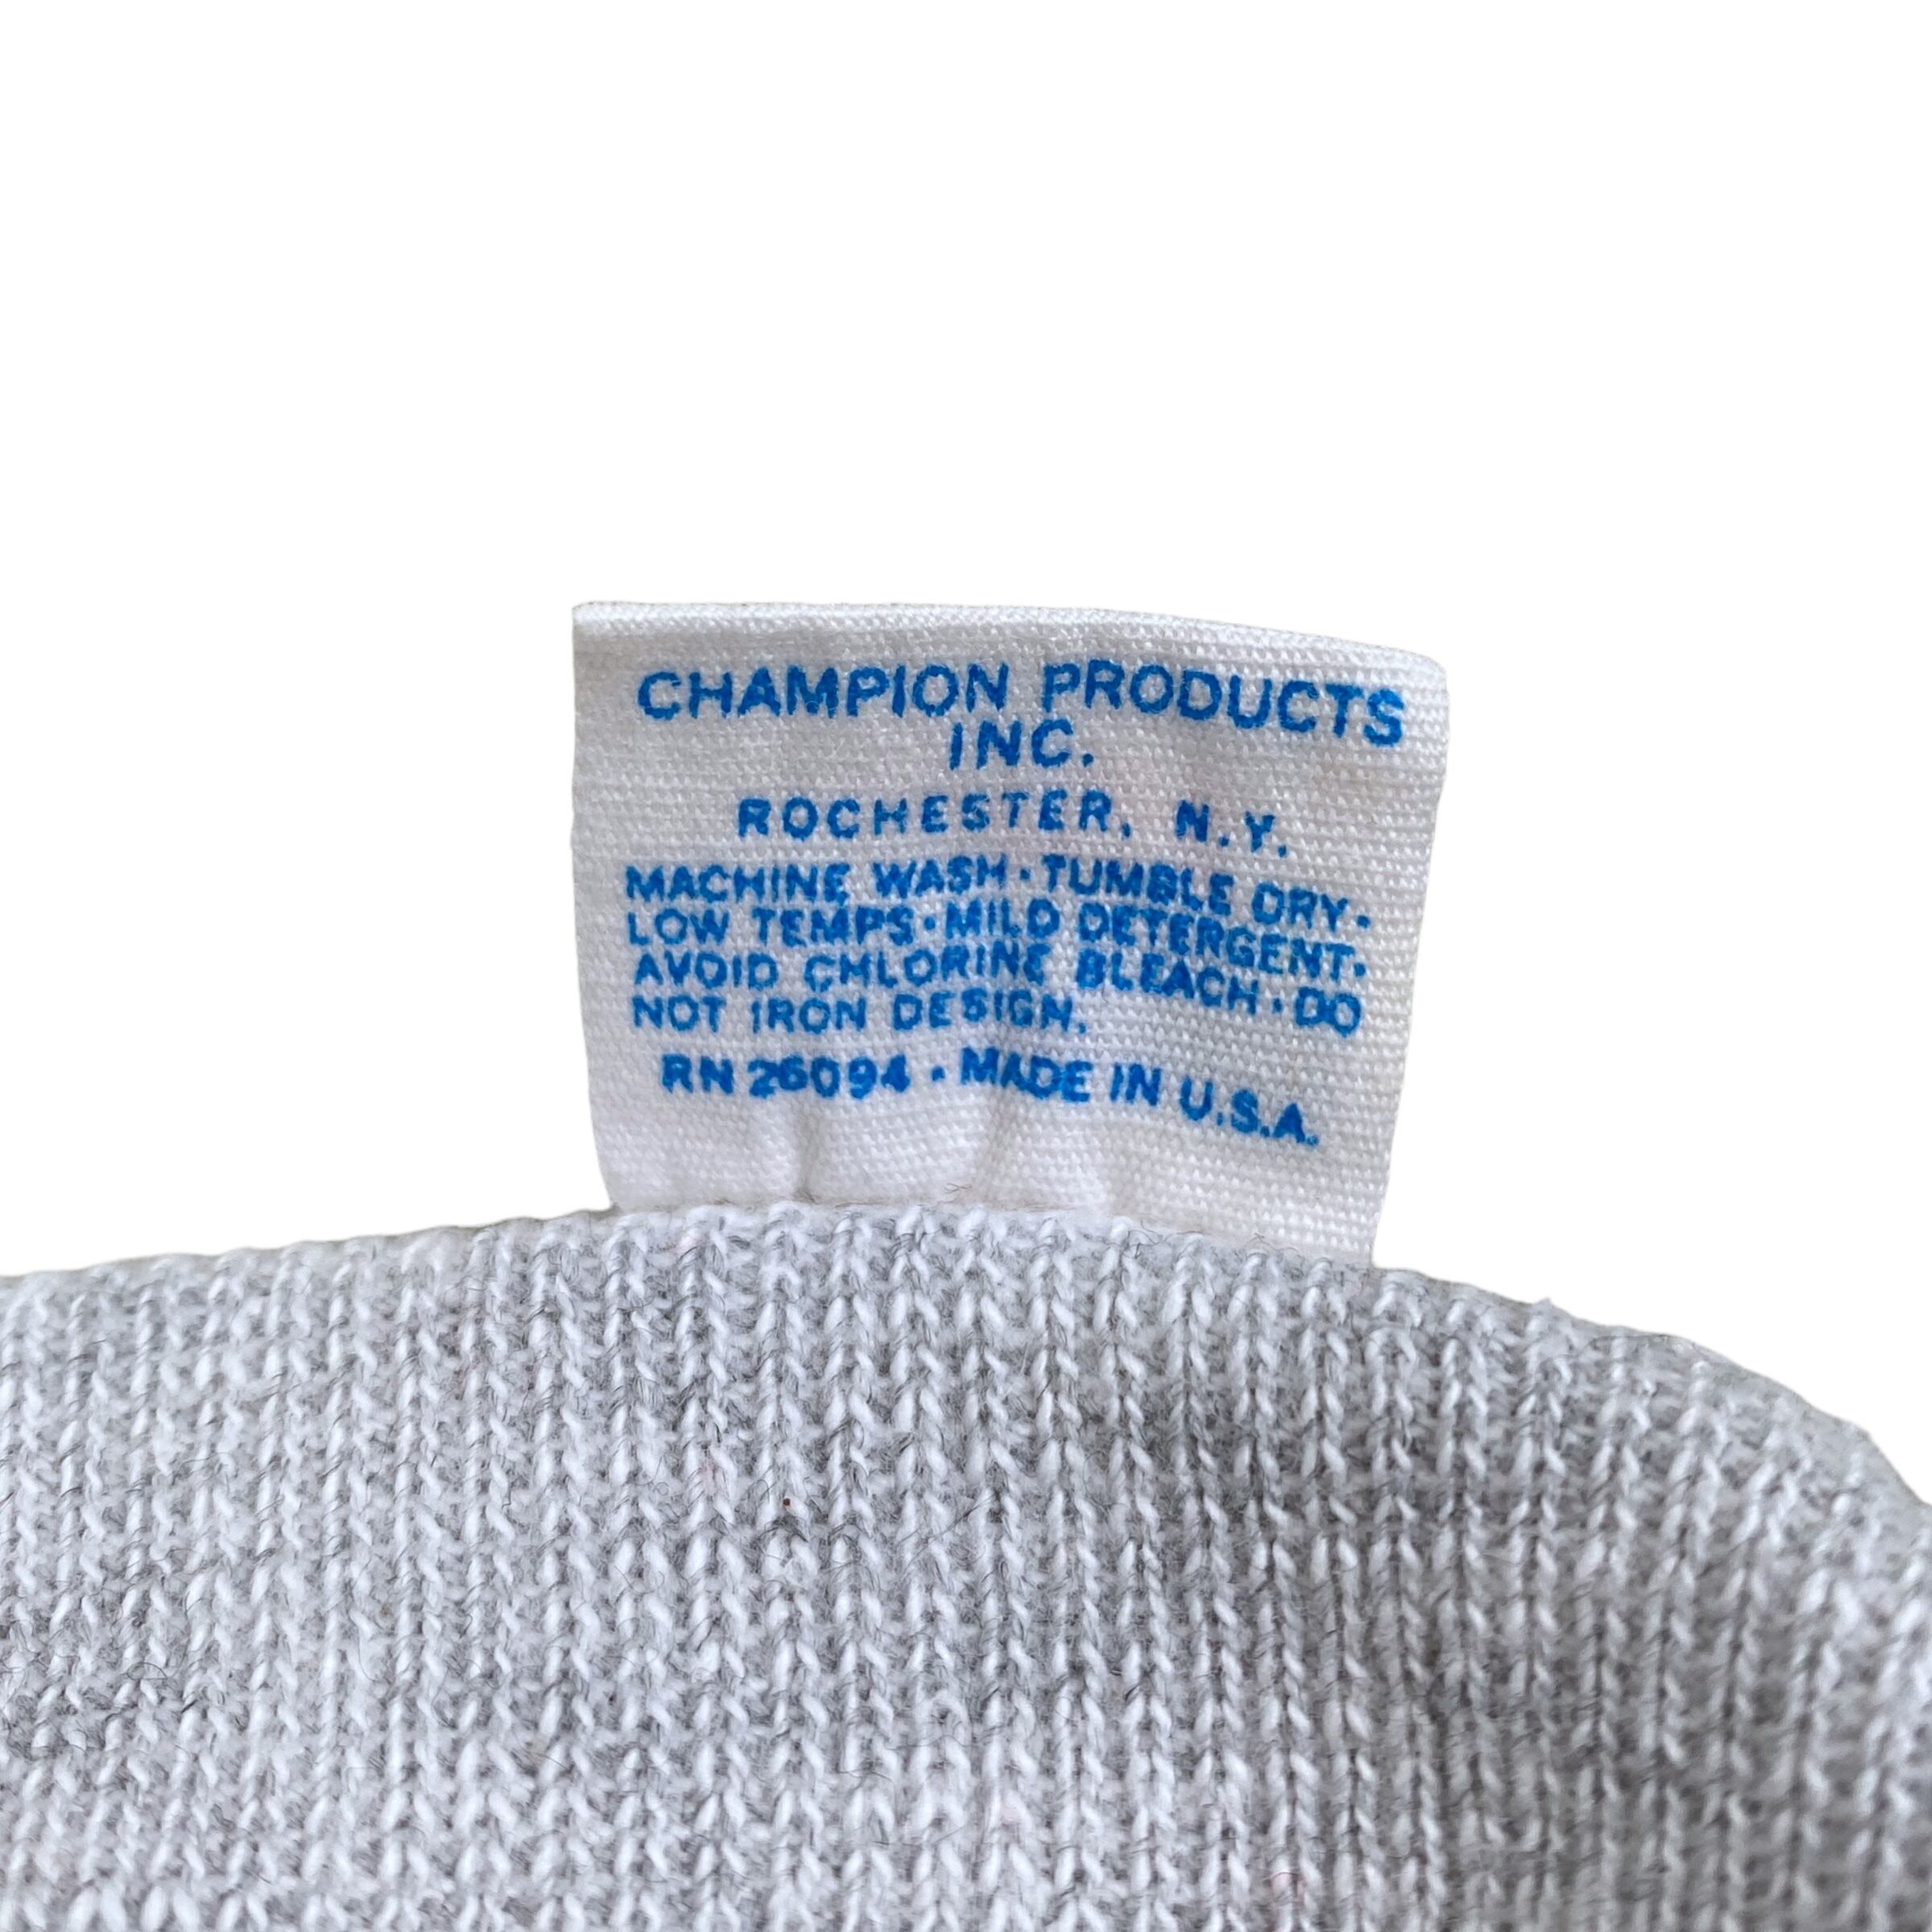 CHAMPION PRODUCTS
INC.
ROCHESTER, N.Y.
MACHINE WASH • TUMBLE DRY •
LOW TEMPS • MILD DETERGENT •
AVOID CHLORINE BLEACH • DO
NOT IRON DESIGN.
RN 26094 • MADE IN U.S.A.